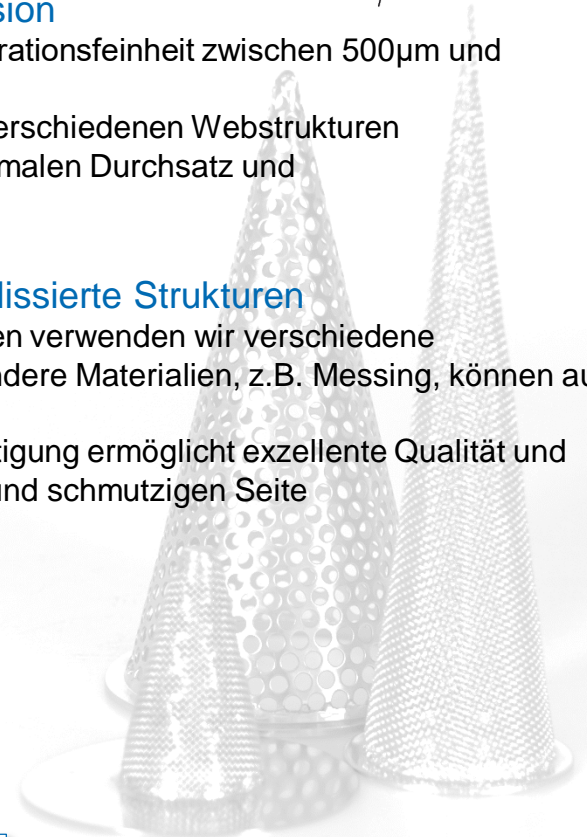 sion
rationsfeinheit zwischen 500µm und
erschiedenen Webstrukturen
malen Durchsatz und
lissierte Strukturen
en verwenden wir verschiedene
ndere Materialien, z.B. Messing, können au
tigung ermöglicht exzellente Qualität und
und schmutzigen Seite